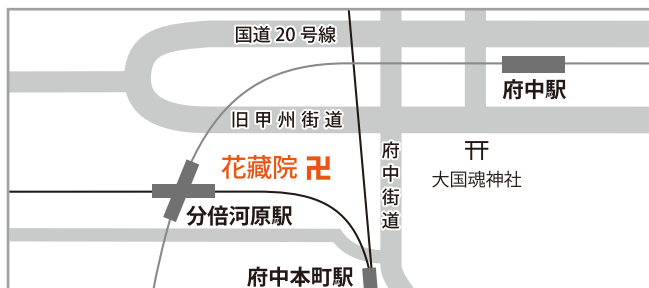 国道20号線
府中駅
旧甲州街道
花藏院 卍
府中街道
大国魂神社
分倍河原駅
府中本町駅